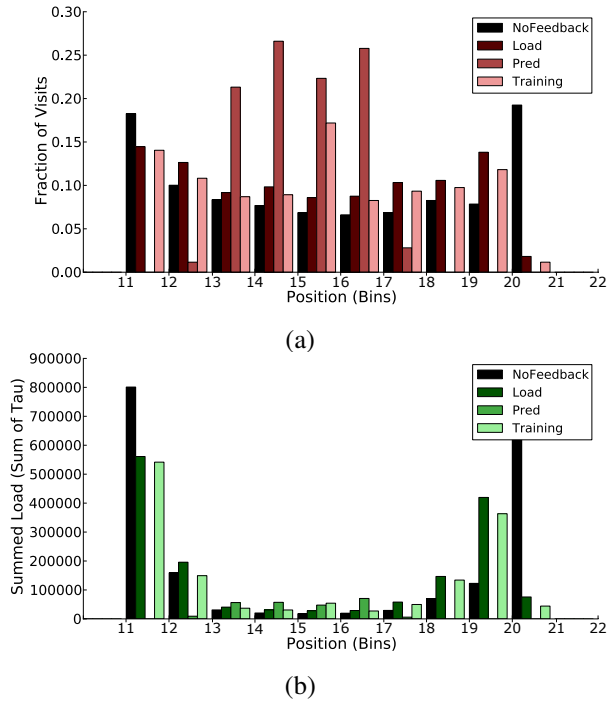 0.30
0.25
0.20
0.15
0.10
0.05
0.00
Fraction of Visits
NoFeedback
Load
Pred
Training
11 12 13 14 15 16 17 18 19 20 21 22
Position (Bins)
(a)
900000
800000
700000
600000
500000
400000
300000
200000
100000
0
Summed Load (Sum of Tau)
NoFeedback
Load
Pred
Training
11 12 13 14 15 16 17 18 19 20 21 22
Position (Bins)
(b)